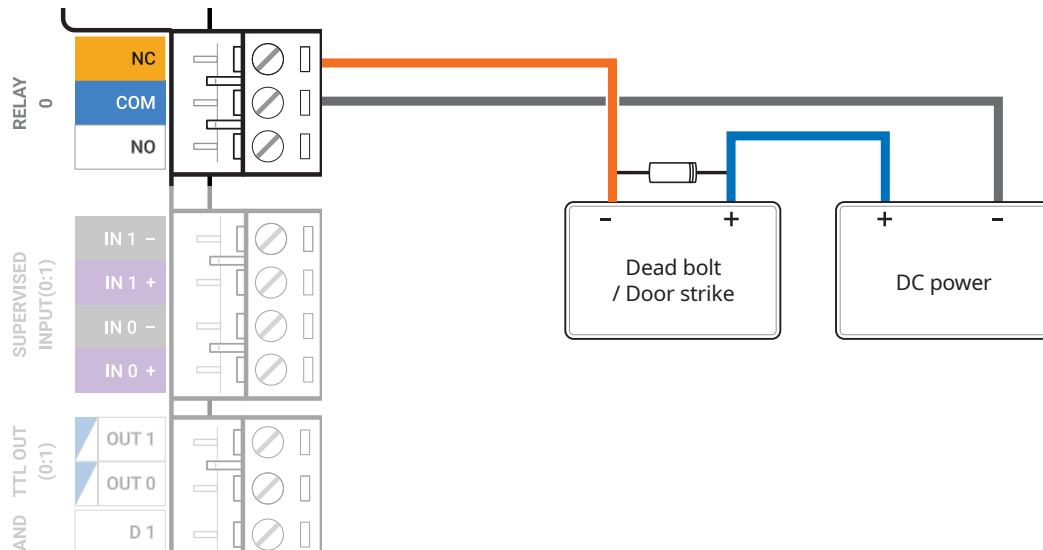 RELAY
0
NC
COM
NO
SUPERVISED
INPUT(0:1)
IN 1 −
IN 1 +
IN 0 −
IN 0 +
TTL OUT
(0:1)
OUT 1
OUT 0
AND
D 1
− +
Dead bolt
/ Door strike
+ −
DC power